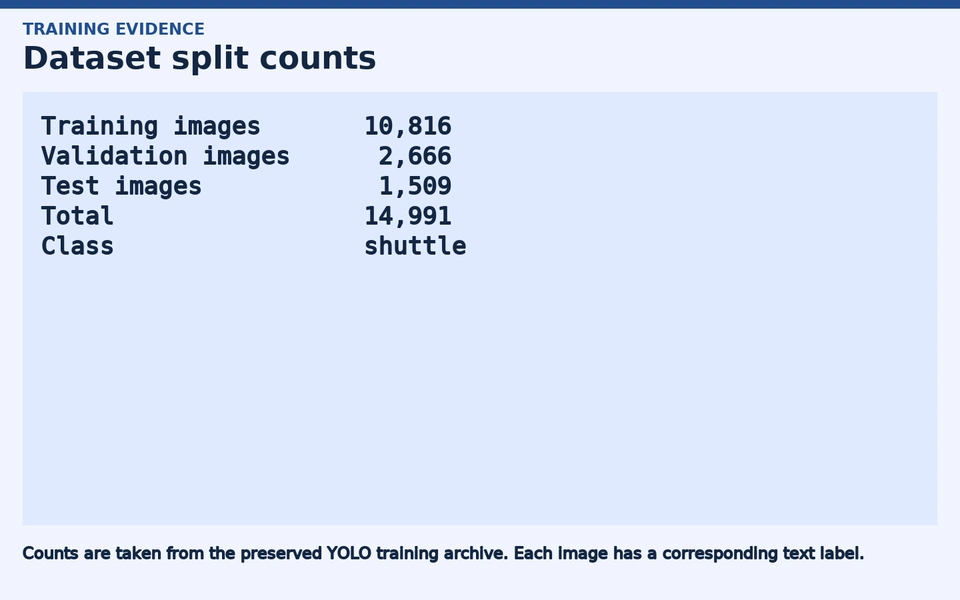 TRAINING EVIDENCE
Dataset split counts
Training images 10,816
Validation images 2,666
Test images 1,509
Total 14,991
Class shuttle
Counts are taken from the preserved YOLO training archive. Each image has a corresponding text label.